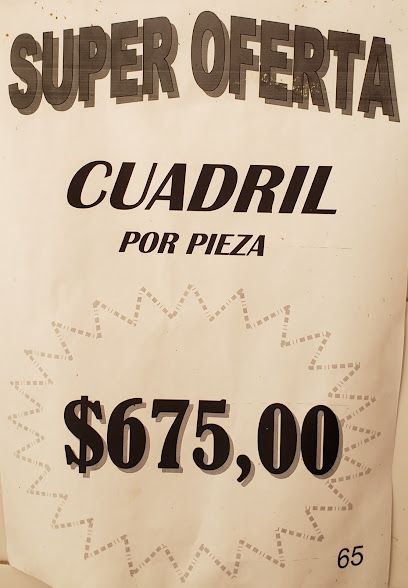 SUPER OFERTA
CUADRIL
POR PIEZA
$675,00
65